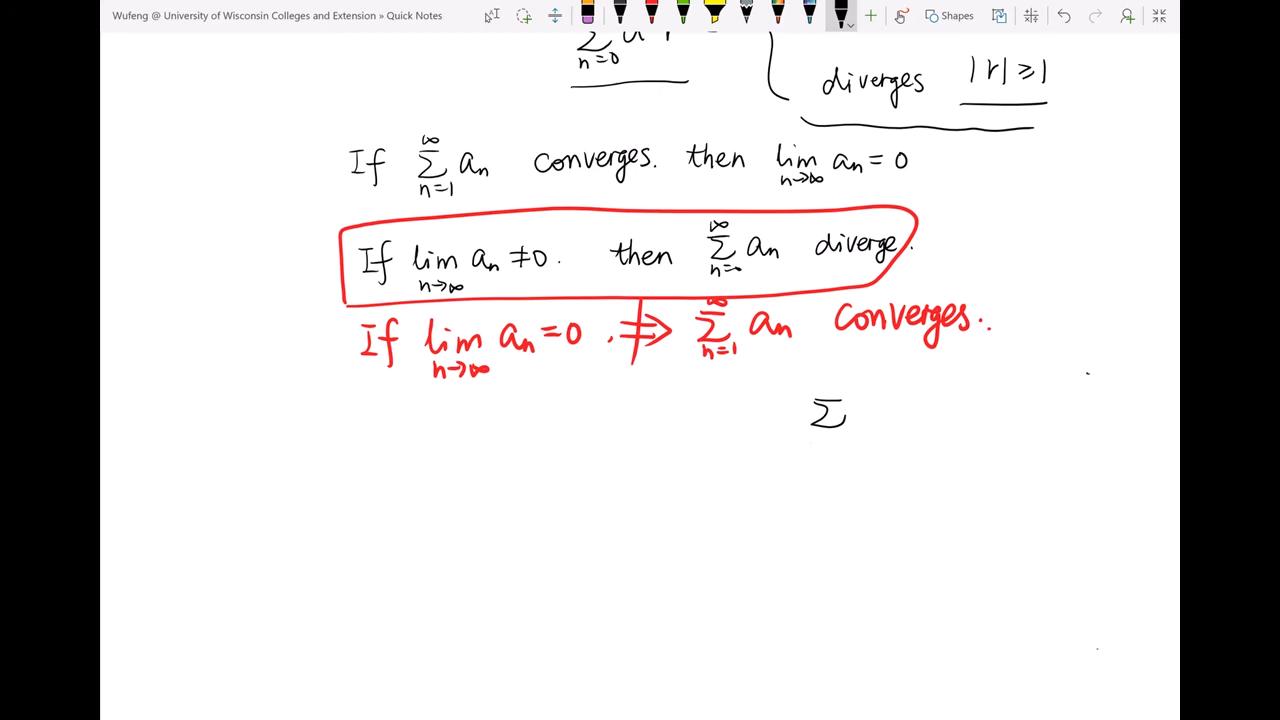 Wufeng @ University of Wisconsin Colleges and Extension » Quick Notes
Shapes
∑ n=0
diverges |r| ≥ 1
If ∑_{n=1}^{∞} an converges. then lim_{n→∞} an = 0
If lim_{n→∞} an ≠ 0. then ∑_{n=}^{∞} an diverge.
If lim_{n→∞} an = 0, ⇏ ∑_{n=1}^{∞} an converges.
∑